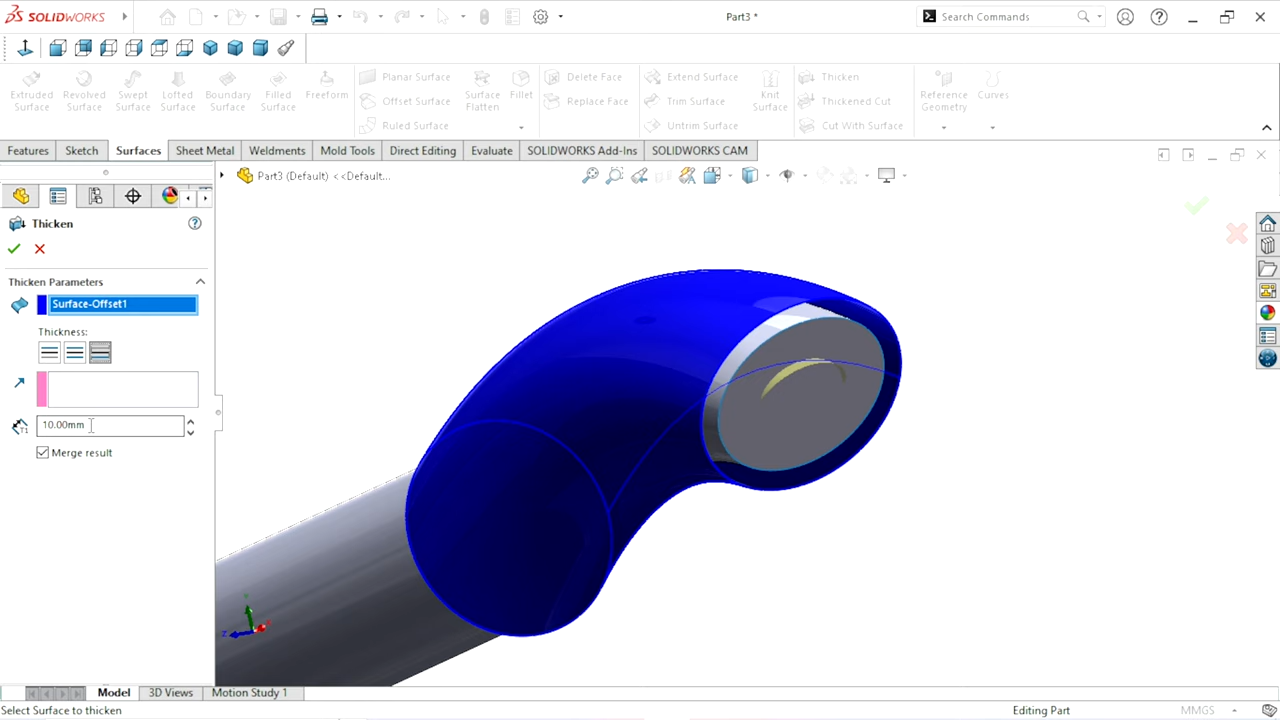 SOLIDWORKS
Part3 *
Search Commands
Extruded Surface
Revolved Surface
Swept Surface
Lofted Surface
Boundary Surface
Filled Surface
Freeform
Planar Surface
Offset Surface
Ruled Surface
Surface Flatten
Fillet
Delete Face
Replace Face
Extend Surface
Trim Surface
Untrim Surface
Knit Surface
Thicken
Thickened Cut
Cut With Surface
Reference Geometry
Curves
Features Sketch Surfaces Sheet Metal Weldments Mold Tools Direct Editing Evaluate SOLIDWORKS Add-Ins SOLIDWORKS CAM
Part3 (Default) <<Default...
Thicken
Thicken Parameters
Surface-Offset1
Thickness:
10.00mm
Merge result
Model 3D Views Motion Study 1
Select Surface to thicken
Editing Part
MMGS